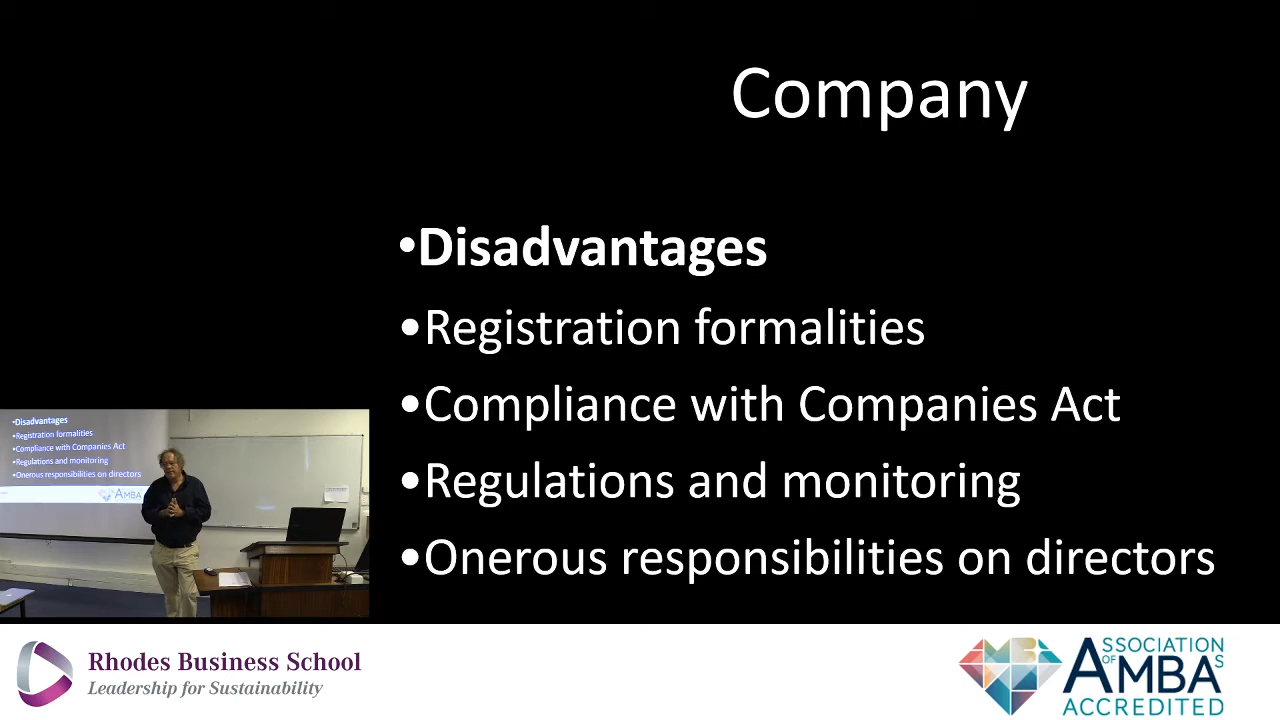 Company
•Disadvantages
•Registration formalities
•Compliance with Companies Act
•Regulations and monitoring
•Onerous responsibilities on directors
•Disadvantages
•Registration formalities
•Compliance with Companies Act
•Regulations and monitoring
•Onerous responsibilities on directors
AMBA
Rhodes Business School
Leadership for Sustainability
ASSOCIATION
OF
AMBAs
ACCREDITED